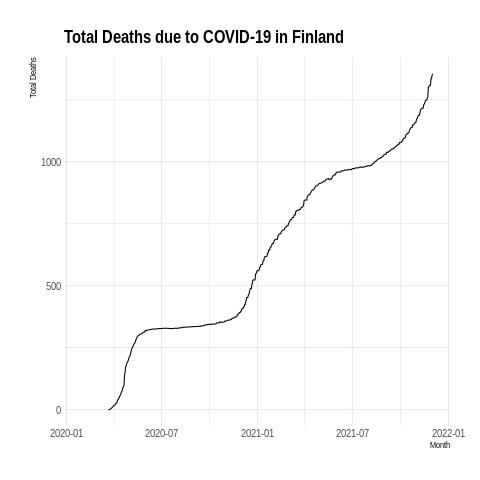 Total Deaths due to COVID-19 in Finland
Total Deaths
1000
500
0
2020-01 2020-07 2021-01 2021-07 2022-01
Month